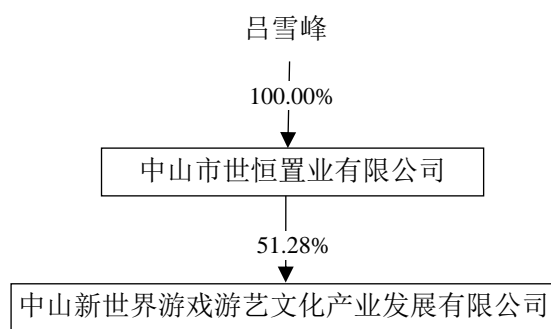 吕雪峰
100.00%
中山市世恒置业有限公司
51.28%
中山新世界游戏游艺文化产业发展有限公司